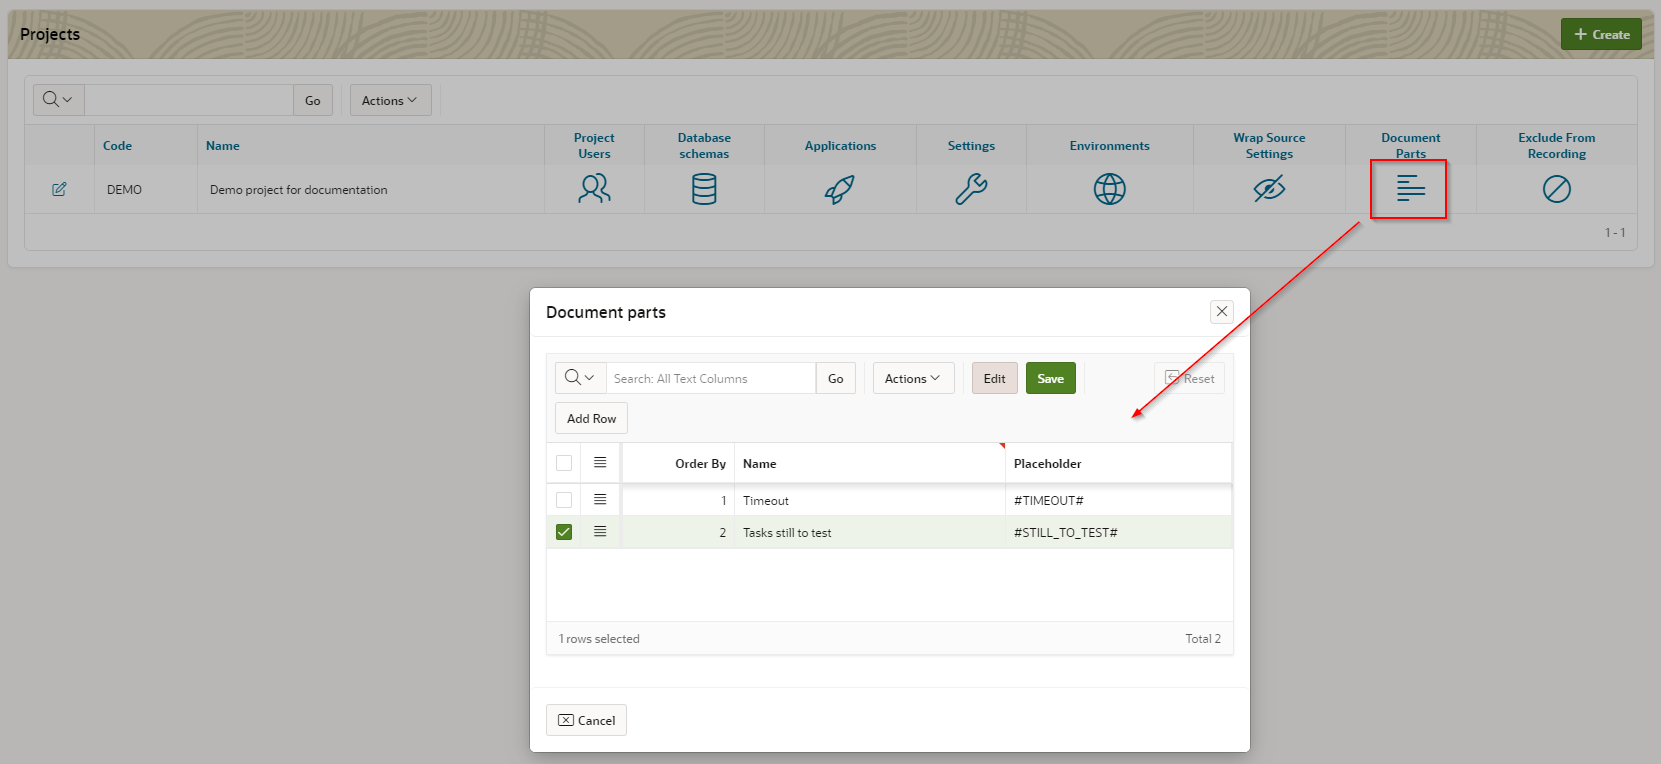 Projects
Create
Go
Actions
Code
Name
Project Users
Database schemas
Applications
Settings
Environments
Wrap Source Settings
Document Parts
Exclude From Recording
DEMO
Demo project for documentation
1 - 1
Document parts
Search: All Text Columns
Go
Actions
Edit
Save
Reset
Add Row
Order By
Name
Placeholder
1
Timeout
#TIMEOUT#
2
Tasks still to test
#STILL_TO_TEST#
1 rows selected
Total 2
Cancel